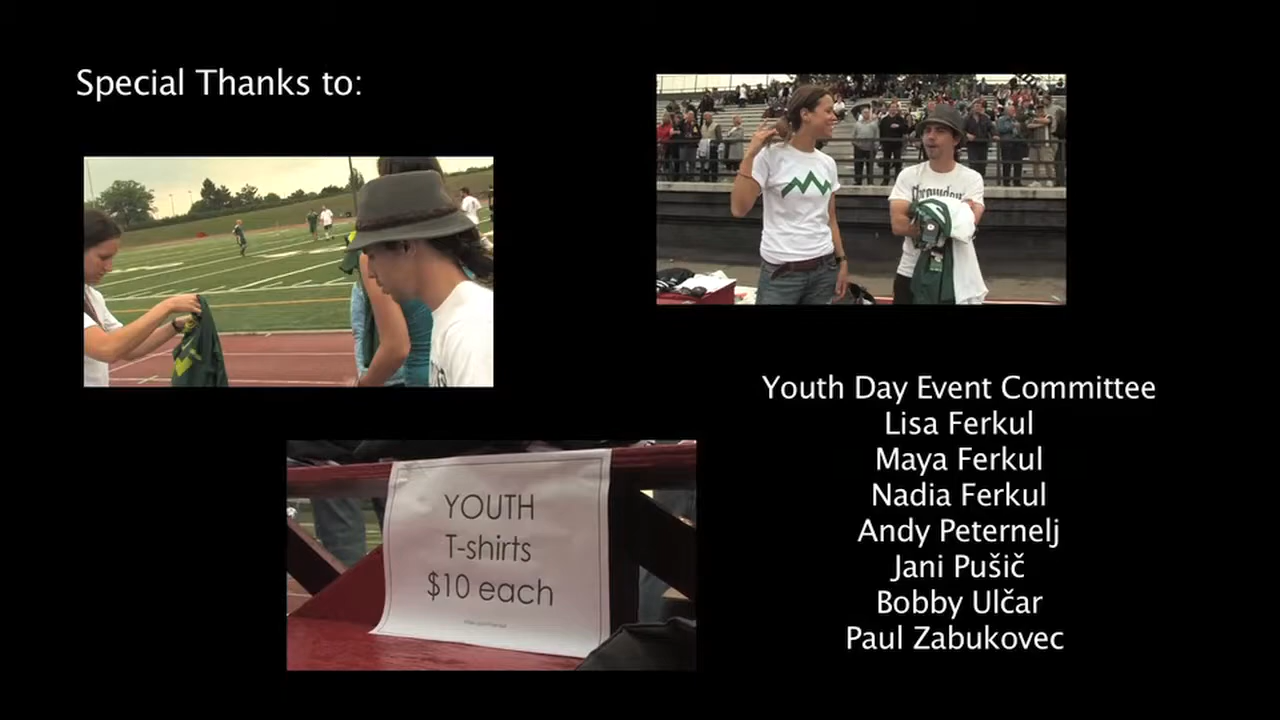 Special Thanks to:
YOUTH
T-shirts
$10 each
Youth Day Event Committee
Lisa Ferkul
Maya Ferkul
Nadia Ferkul
Andy Peternelj
Jani Pušič
Bobby Ulčar
Paul Zabukovec